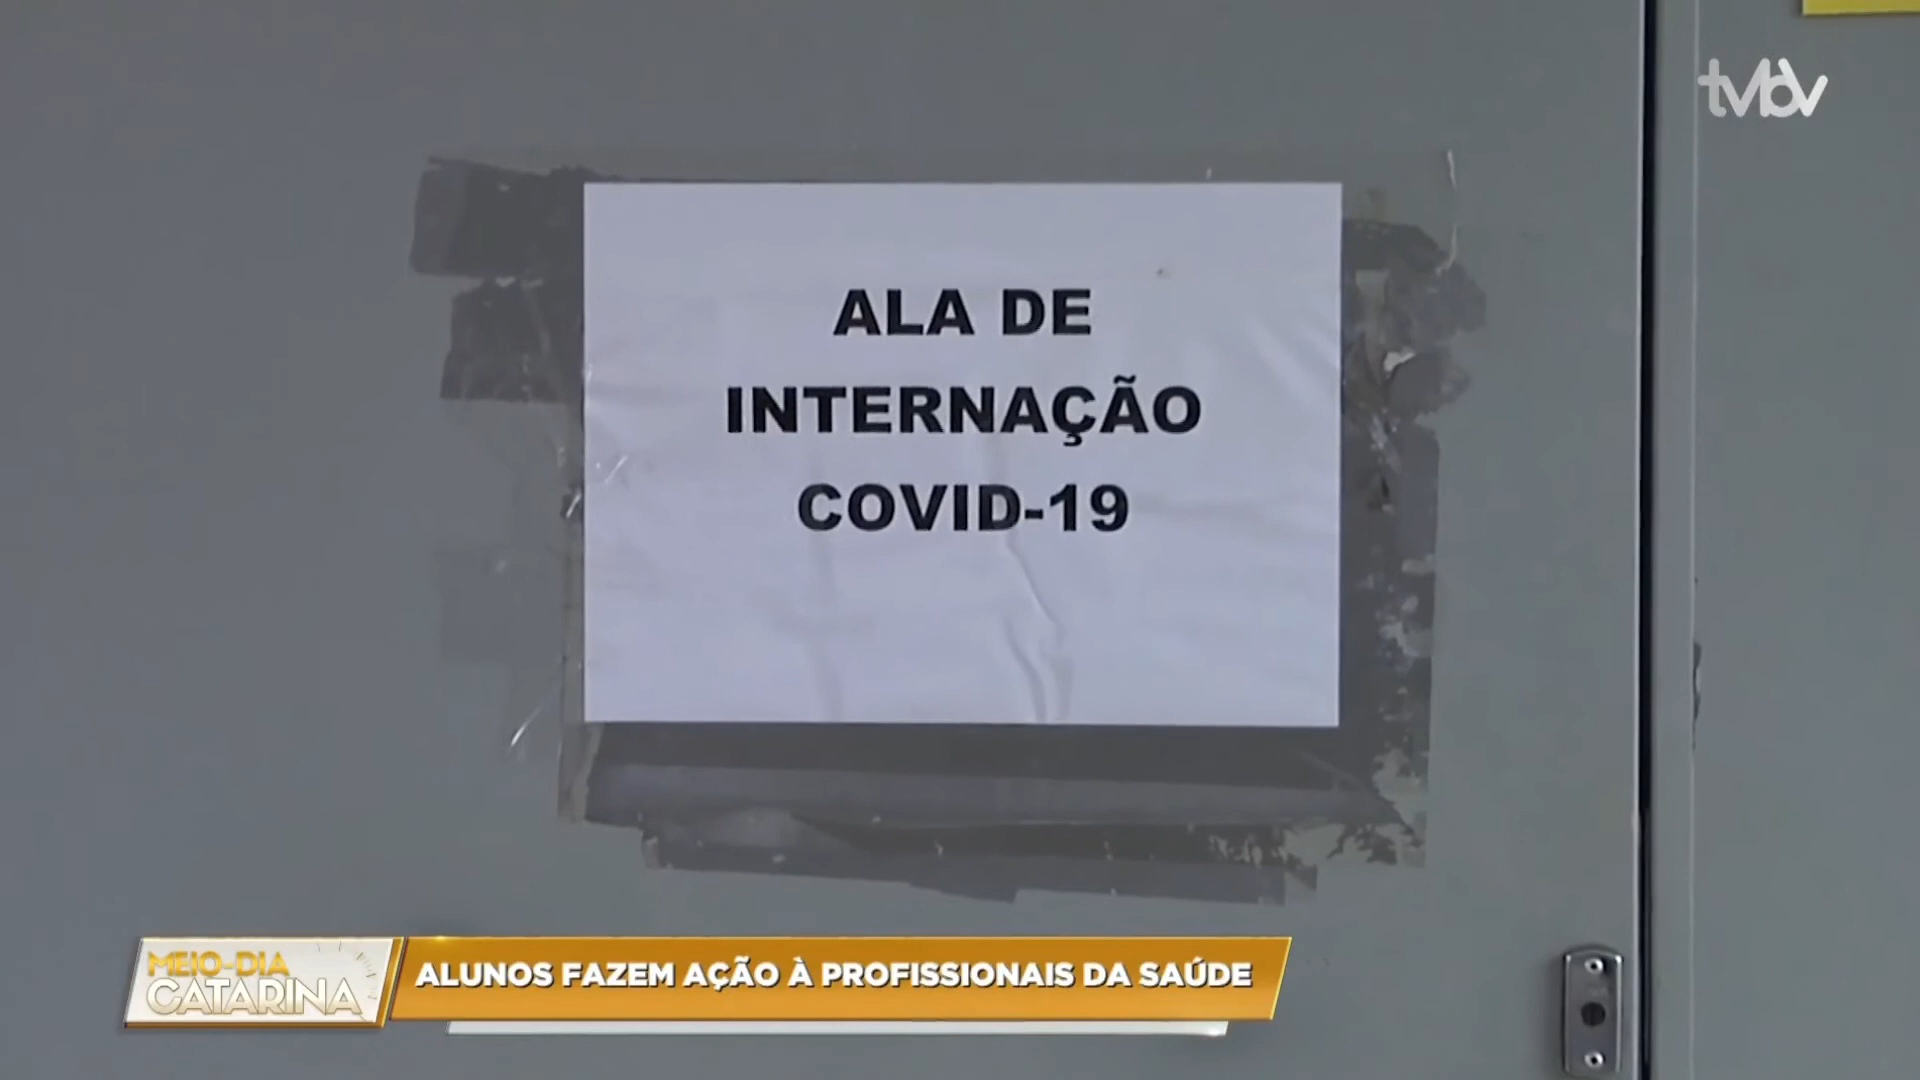 tvbv
ALA DE
INTERNAÇÃO
COVID-19
MEIO-DIA
CATARINA
ALUNOS FAZEM AÇÃO À PROFISSIONAIS DA SAÚDE